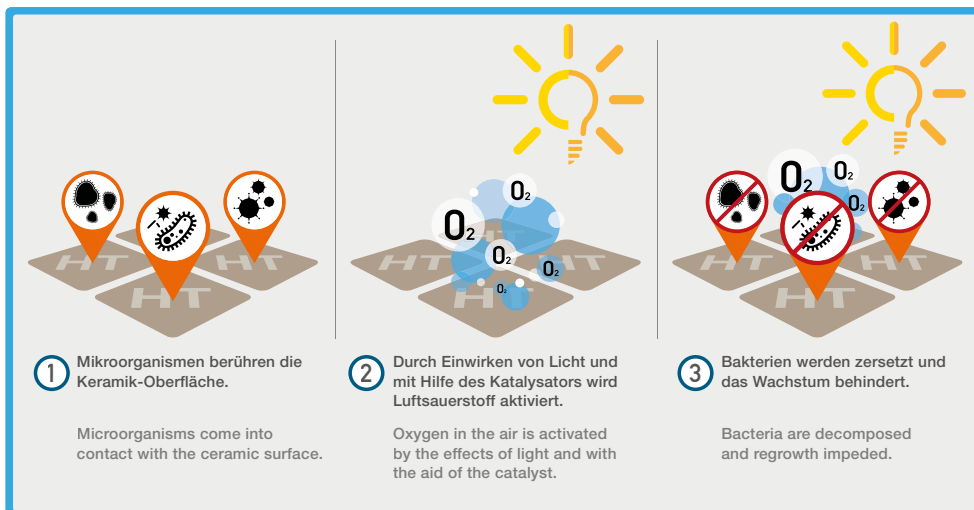 HT
HT
HT
1
Mikroorganismen berühren die
Keramik-Oberfläche.
Microorganisms come into
contact with the ceramic surface.
O2
O2
O2
O2
O2
HT
HT
HT
2
Durch Einwirken von Licht und
mit Hilfe des Katalysators wird
Luftsauerstoff aktiviert.
Oxygen in the air is activated
by the effects of light and with
the aid of the catalyst.
O2
O2
O2
HT
HT
HT
3
Bakterien werden zersetzt und
das Wachstum behindert.
Bacteria are decomposed
and regrowth impeded.